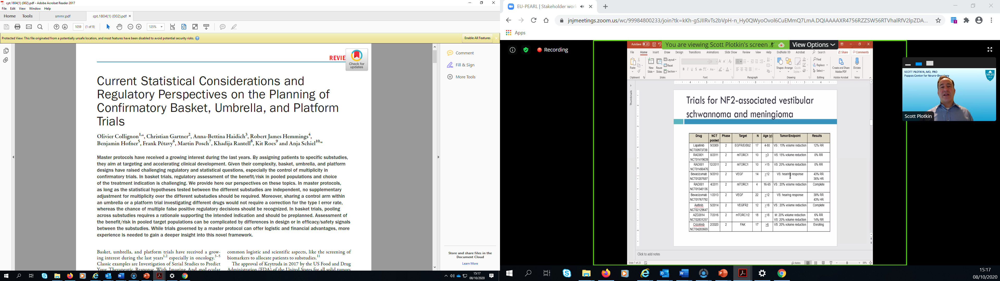 cpt.1804(1) (002).pdf - Adobe Acrobat Reader 2017
File Edit View Window Help
Home Tools smmr.pdf cpt.1804(1) (002).pdf ×
1059 (1 of 9) 125%
Protected View: This file originated from a potentially unsafe location, and most features have been disabled to avoid potential security risks.
Enable All Features
REVIE
Check for
updates
Current Statistical Considerations and
Regulatory Perspectives on the Planning of
Confirmatory Basket, Umbrella, and Platform
Trials
Olivier Collignon1,*, Christian Gartner2, Anna-Bettina Haidich3, Robert James Hemmings4,
Benjamin Hofner5, Frank Pétavy6, Martin Posch7, Khadija Rantell8, Kit Roes9 and Anja Schiel10,*
Master protocols have received a growing interest during the last years. By assigning patients to specific substudies,
they aim at targeting and accelerating clinical development. Given their complexity, basket, umbrella, and platform
designs have raised challenging regulatory and statistical questions, especially the control of multiplicity in
confirmatory trials. In basket trials, regulatory assessment of the benefit/risk in pooled populations and choice
of the treatment indication is challenging. We provide here our perspectives on these topics. In master protocols,
as long as the statistical hypotheses tested between the different substudies are independent, no supplementary
adjustment for multiplicity over the different substudies should be required. Moreover, sharing a control arm within
an umbrella or a platform trial investigating different drugs would not require a correction for the type I error rate,
whereas the chance of multiple false positive regulatory decisions should be recognized. In basket trials, pooling
across substudies requires a rationale supporting the intended indication and should be preplanned. Assessment of
the benefit/risk in pooled target populations can be complicated by differences in design or in efficacy/safety signals
between the substudies. While trials governed by a master protocol can offer logistic and financial advantages, more
experience is needed to gain a deeper insight into this novel framework.
Basket, umbrella, and platform trials have received a grow-
ing interest during the last years1,2 especially in oncology.3–5
Classic examples are Investigation of Serial Studies to Predict
Your Therapeutic Response With Imaging And moLecular
common logistic and scientific aspects, like the screening of
biomarkers to allocate patients to substudies.11
The approval of Keytruda in 2017 by the US Food and Drug
Administration (FDA) of the United States for all solid tumors
Comment
Fill & Sign
More Tools
Store and share files in the
Document Cloud
Learn More
15:17
08/10/2020
EU-PEARL | Stakeholder work
jnjmeetings.zoom.us/wc/99984800233/join?tk=kKh-gSJIIRvTs2bVpH-n_Hy0QWyoOvoI6CuEMmQ7LmA.DQIAAAAXR4756RZZSW56RTVhalRfV2lpZDA...
Apps
Recording
AutoSave Off
You are viewing Scott Plotkin's screen
View Options
File Home Insert Draw Design Transitions Animations Slide Show Review View Help EndNote X9 Acrobat Search Share Comments
Paste
New Slides
Reuse Slides
Layout
Reset
Section
Shapes Arrange Quick Styles
Find
Replace
Select
Create and Share
Adobe PDF
Dictate
Clipboard Slides Font Paragraph Drawing Editing Adobe Acrobat Voice
Thumbnails
Trials for NF2-associated vestibular
schwannoma and meningioma
Drug NCT posted Phase Target N Age (y) Tumor/Endpoint Results
Lapatinib NCT00973739 9/2009 2 EGFR/ErBb2 17 4-80 VS : 15% volume reduction 12% RR
RAD001 NCT01419639 8/2011 2 mTORC1 10 ≥3 VS: 15% volume reduction 0% RR
RAD001 NCT01490476 12/2011 2 mTORC1 10 >15 VS :20% volume reduction 0% RR
Bevacizumab NCT01207687 9/2010 2 VEGF 14 ≥12 VS: hearing response 43% RR 36% HR
RAD001 NCT01345136 4/2011 2 mTORC1 4 16-65 VS : 20% volume reduction Complete
Bevacizumab NCT01767792 1/2013 2 VEGF 22 ≥12 VS: hearing response 38% RR 43% HR
Axitinib NCT02129647 5/2014 2 VEGFR2 12 ≥18 VS : 20% volume reduction Complete
AZD2014 NCT02831257 7/2016 2 mTORC1/2 18 ≥18 M: 20% volume reduction VS: 20% volume reduction 6% RR 14% RR
Crizotinib NCT04283669 2/2020 2 FAK 17 ≥6 VS: 20% volume reduction Enrolling
Click to add notes
Slide 7 of 25
Notes
89%
SCOTT PLOTKIN, MD, PhD
Pappas Center for Neuro-Oncology
MGH
Scott Plotkin
15:17
08/10/2020